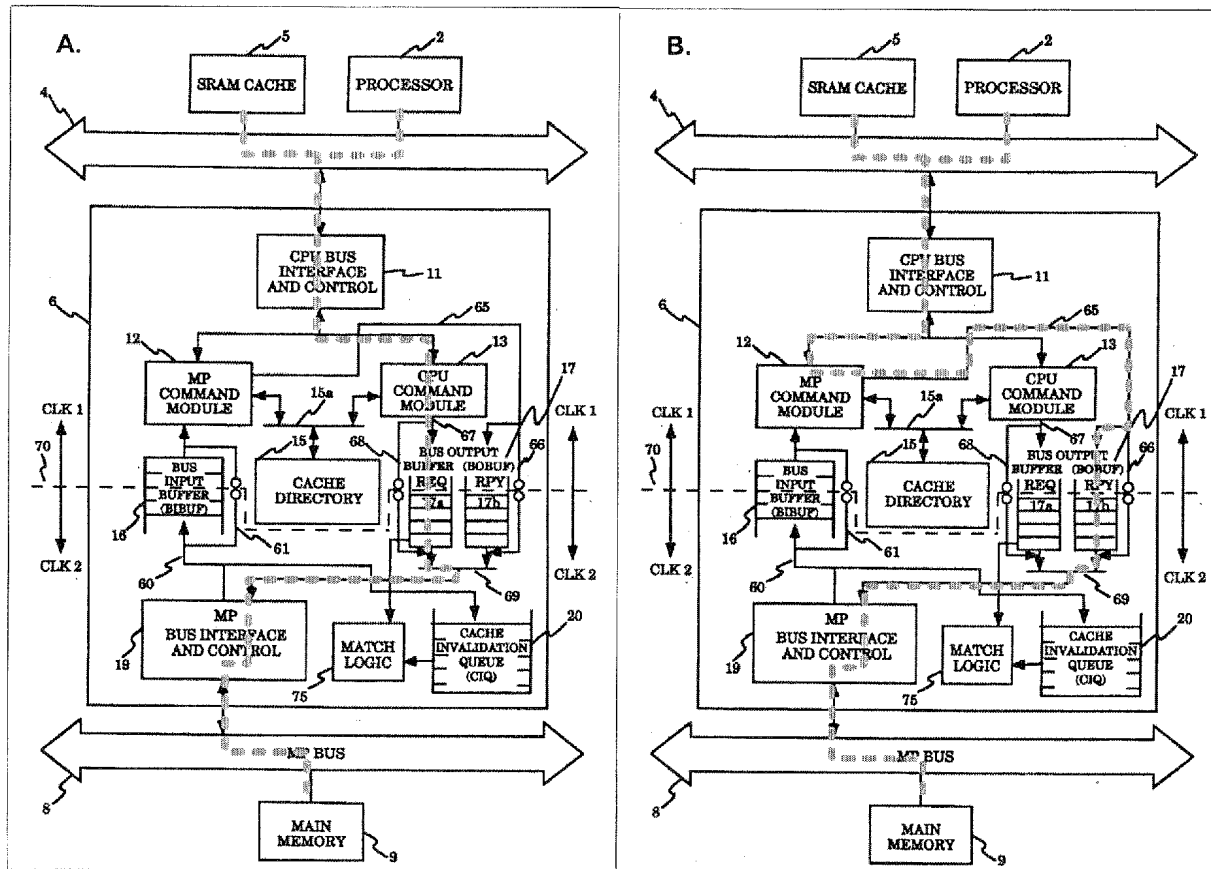 A.
5
2
SRAM CACHE
PROCESSOR
4
CPU BUS
INTERFACE
AND CONTROL
11
6
65
12
13
MP
COMMAND
MODULE
CPU
COMMAND
MODULE
17
15a
CLK 1
CLK 1
70
15
68
67
66
BUS OUTPUT
BUFFER (BOBUF)
REQ
RPY
17a
17b
BUS
INPUT
BUFFER
(BIBUF)
CACHE
DIRECTORY
16
61
CLK 2
CLK 2
60
69
MP
BUS INTERFACE
AND CONTROL
19
MATCH
LOGIC
75
CACHE
INVALIDATION
QUEUE
(CIQ)
20
MP BUS
8
MAIN
MEMORY
9
B.
5
2
SRAM CACHE
PROCESSOR
4
CPU BUS
INTERFACE
AND CONTROL
11
6
65
12
13
MP
COMMAND
MODULE
CPU
COMMAND
MODULE
17
15a
CLK 1
CLK 1
70
15
68
67
66
BUS OUTPUT
BUFFER (BOBUF)
REQ
RPY
17a
17b
BUS
INPUT
BUFFER
(BIBUF)
CACHE
DIRECTORY
16
61
CLK 2
CLK 2
60
69
MP
BUS INTERFACE
AND CONTROL
19
MATCH
LOGIC
75
CACHE
INVALIDATION
QUEUE
(CIQ)
20
MP BUS
8
MAIN
MEMORY
9